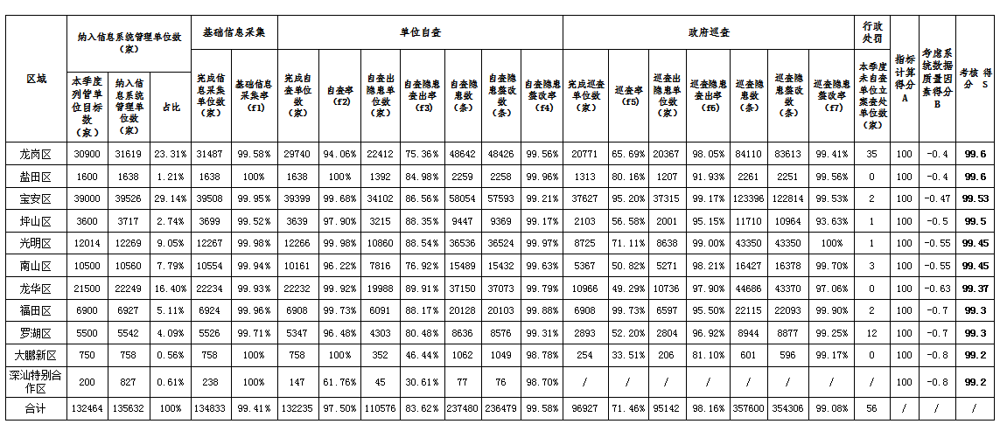 区域 纳入信息系统管理单位数（家） 基础信息采集 单位自查 政府巡查 行政处罚 指标计算得分A 考虑系统数据质量因素得分B 考核得分S
本季度列管单位目标数（家） 纳入信息系统管理单位数（家） 占比 完成信息采集单位数（家） 基础信息采集率（f1） 完成自查单位数（家） 自查率（f2） 自查出隐患单位数（家） 自查隐患查出率（f3） 自查隐患数（条） 自查隐患整改数（条） 自查隐患整改率（f4） 完成巡查单位数（家） 巡查率（f5） 巡查出隐患单位数（家） 巡查隐患查出率（f6） 巡查隐患数（条） 巡查隐患整改数（条） 巡查隐患整改率（f7） 本季度未自查单位立案查处单位数（家）
龙岗区 30900 31619 23.31% 31487 99.58% 29740 94.06% 22412 75.36% 48642 48426 99.56% 20771 65.69% 20367 98.05% 84110 83613 99.41% 35 100 -0.4 99.6
盐田区 1600 1638 1.21% 1638 100% 1638 100% 1392 84.98% 2259 2258 99.96% 1313 80.16% 1207 91.93% 2261 2251 99.56% 0 100 -0.4 99.6
宝安区 39000 39526 29.14% 39508 99.95% 39399 99.68% 34102 86.56% 58054 57593 99.21% 37627 95.20% 37315 99.17% 123396 122814 99.53% 2 100 -0.47 99.53
坪山区 3600 3717 2.74% 3699 99.52% 3639 97.90% 3215 88.35% 9447 9369 99.17% 2103 56.58% 2001 95.15% 11710 10964 93.63% 1 100 -0.5 99.5
光明区 12014 12269 9.05% 12267 99.98% 12266 99.98% 10860 88.54% 36536 36524 99.97% 8725 71.11% 8638 99.00% 43350 43350 100% 1 100 -0.55 99.45
南山区 10500 10560 7.79% 10554 99.94% 10161 96.22% 7816 76.92% 15489 15432 99.63% 5367 50.82% 5271 98.21% 16427 16378 99.70% 3 100 -0.55 99.45
龙华区 21500 22249 16.40% 22234 99.93% 22232 99.92% 19988 89.91% 37150 37073 99.79% 10966 49.29% 10736 97.90% 44686 43370 97.06% 0 100 -0.63 99.37
福田区 6900 6927 5.11% 6924 99.96% 6908 99.73% 6091 88.17% 20128 20103 99.88% 6908 99.73% 6597 95.50% 22115 22093 99.90% 2 100 -0.7 99.3
罗湖区 5500 5542 4.09% 5526 99.71% 5347 96.48% 4303 80.48% 8636 8576 99.31% 2893 52.20% 2804 96.92% 8944 8877 99.25% 12 100 -0.7 99.3
大鹏新区 750 758 0.56% 758 100% 758 100% 352 46.44% 1062 1049 98.78% 254 33.51% 206 81.10% 601 596 99.17% 0 100 -0.8 99.2
深汕特别合作区 200 827 0.61% 238 100% 147 61.76% 45 30.61% 77 76 98.70% / / / / / / / / 100 -0.8 99.2
合计 132464 135632 100% 134833 99.41% 132235 97.50% 110576 83.62% 237480 236479 99.58% 96927 71.46% 95142 98.16% 357600 354306 99.08% 56 / / /